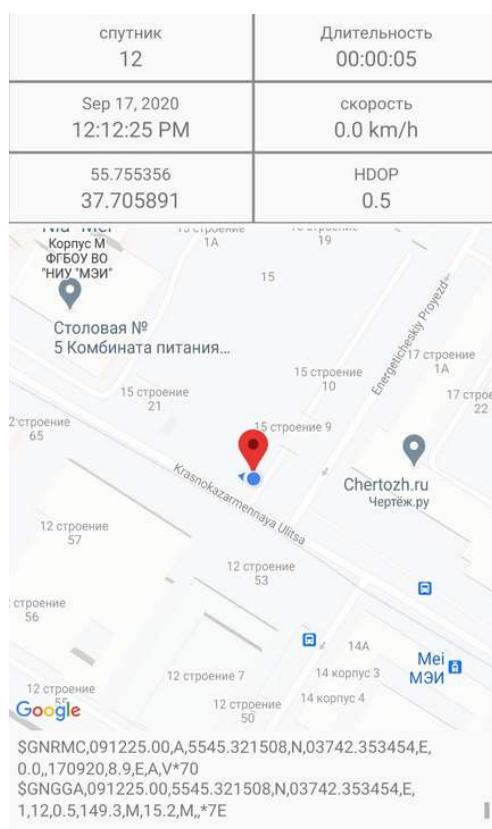 спутник
12
Длительность
00:00:05
Sep 17, 2020
12:12:25 PM
скорость
0.0 km/h
55.755356
37.705891
HDOP
0.5
Корпус М
ФГБОУ ВО
"НИУ "МЭИ"
1А
19
15
Столовая №
5 Комбината питания...
15 строение
21
15 строение
10
Energeticheskiy Proyezd
17 строение
1А
17 строе
22
2 строение
65
15 строение 9
Krasnokazarmennaya Ulitsa
Chertozh.ru
Чертёж.ру
12 строение
57
12 строение
53
строение
56
14А
Mei
МЭИ
12 строение 7
14 корпус 3
12 строение
55
12 строение
50
14 корпус 4
Google
$GNRMC,091225.00,A,5545.321508,N,03742.353454,E,
0.0,,170920,8.9,E,A,V*70
$GNGGA,091225.00,5545.321508,N,03742.353454,E,
1,12,0.5,149.3,M,15.2,M,,*7E